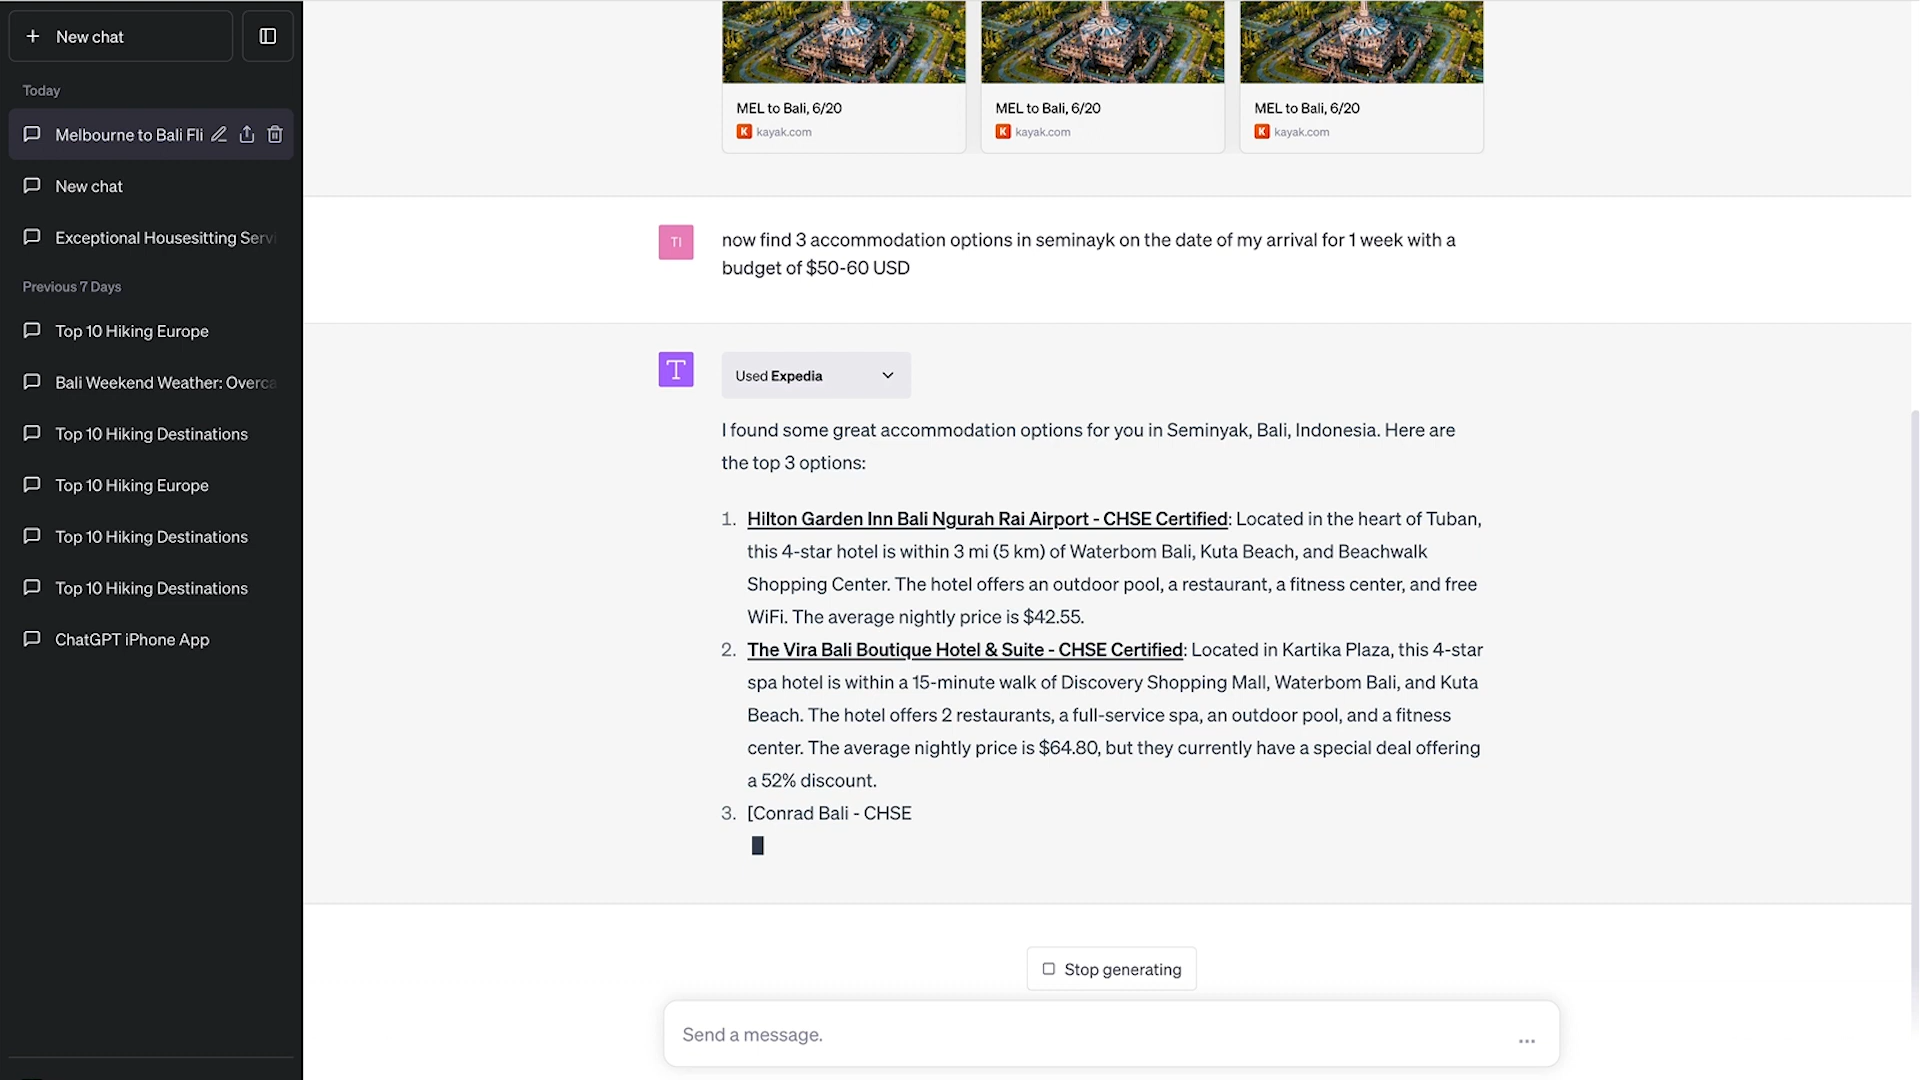 New chat
Today
Melbourne to Bali Fli
New chat
Exceptional Housesitting Servi
Previous 7 Days
Top 10 Hiking Europe
Bali Weekend Weather: Overca
Top 10 Hiking Destinations
Top 10 Hiking Europe
Top 10 Hiking Destinations
Top 10 Hiking Destinations
ChatGPT iPhone App
MEL to Bali, 6/20
K kayak.com
MEL to Bali, 6/20
K kayak.com
MEL to Bali, 6/20
K kayak.com
TI
now find 3 accommodation options in seminayk on the date of my arrival for 1 week with a
budget of $50-60 USD
T
Used Expedia
I found some great accommodation options for you in Seminyak, Bali, Indonesia. Here are
the top 3 options:
1. Hilton Garden Inn Bali Ngurah Rai Airport - CHSE Certified: Located in the heart of Tuban,
this 4-star hotel is within 3 mi (5 km) of Waterbom Bali, Kuta Beach, and Beachwalk
Shopping Center. The hotel offers an outdoor pool, a restaurant, a fitness center, and free
WiFi. The average nightly price is $42.55.
2. The Vira Bali Boutique Hotel & Suite - CHSE Certified: Located in Kartika Plaza, this 4-star
spa hotel is within a 15-minute walk of Discovery Shopping Mall, Waterbom Bali, and Kuta
Beach. The hotel offers 2 restaurants, a full-service spa, an outdoor pool, and a fitness
center. The average nightly price is $64.80, but they currently have a special deal offering
a 52% discount.
3. [Conrad Bali - CHSE
Stop generating
Send a message.